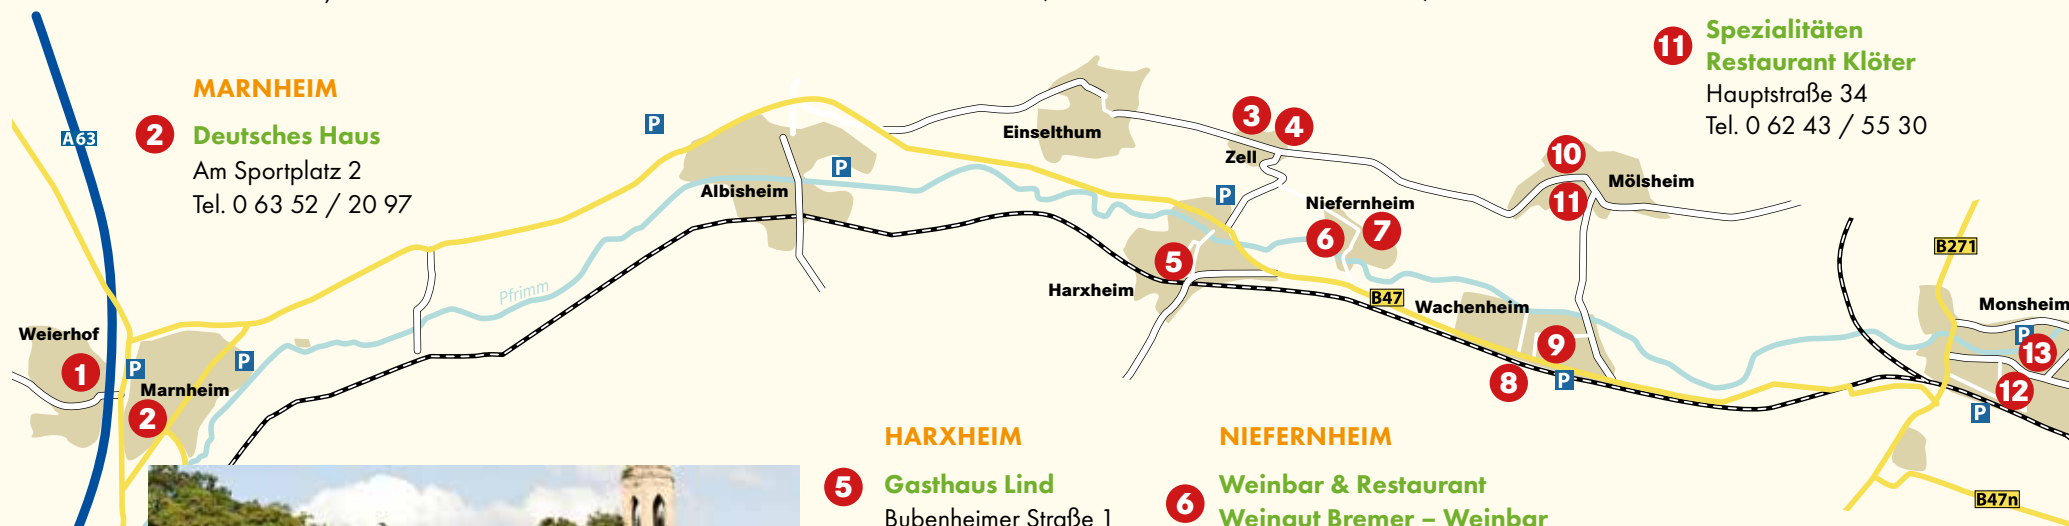 A63
MARNHEIM
2
Deutsches Haus
Am Sportplatz 2
Tel. 0 63 52 / 20 97
11
Spezialitäten
Restaurant Klöter
Hauptstraße 34
Tel. 0 62 43 / 55 30
P
P
Albisheim
Einselthum
3
4
Zell
P
Niefernheim
6
7
10
11
Mölsheim
5
Harxheim
B47
Wachenheim
9
8
P
B271
Monsheim
P
13
12
P
B47n
Pfrimm
Weierhof
1
P
P
Marnheim
2
HARXHEIM
5
Gasthaus Lind
Bubenheimer Straße 1
NIEFERNHEIM
6
Weinbar & Restaurant
Weingut Bremer – Weinbar